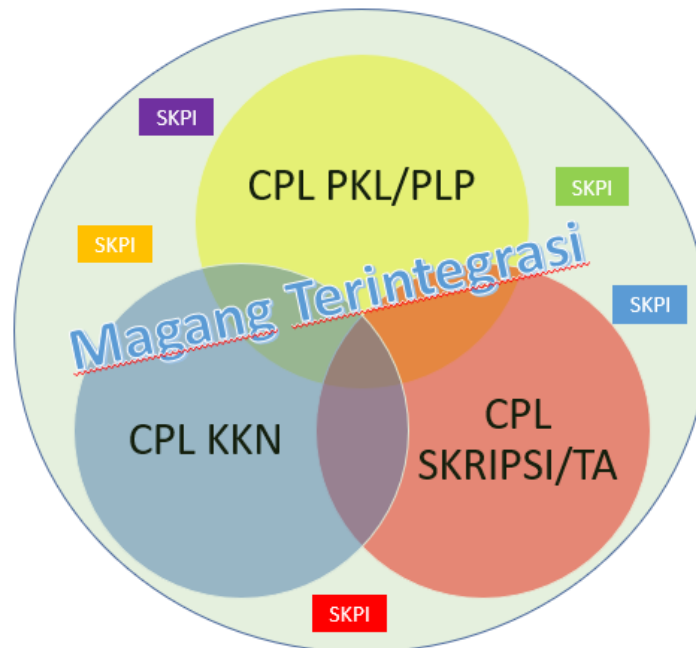 SKPI
CPL PKL/PLP
SKPI
SKPI
Magang Terintegrasi
SKPI
CPL KKN
CPL
SKRIPSI/TA
SKPI